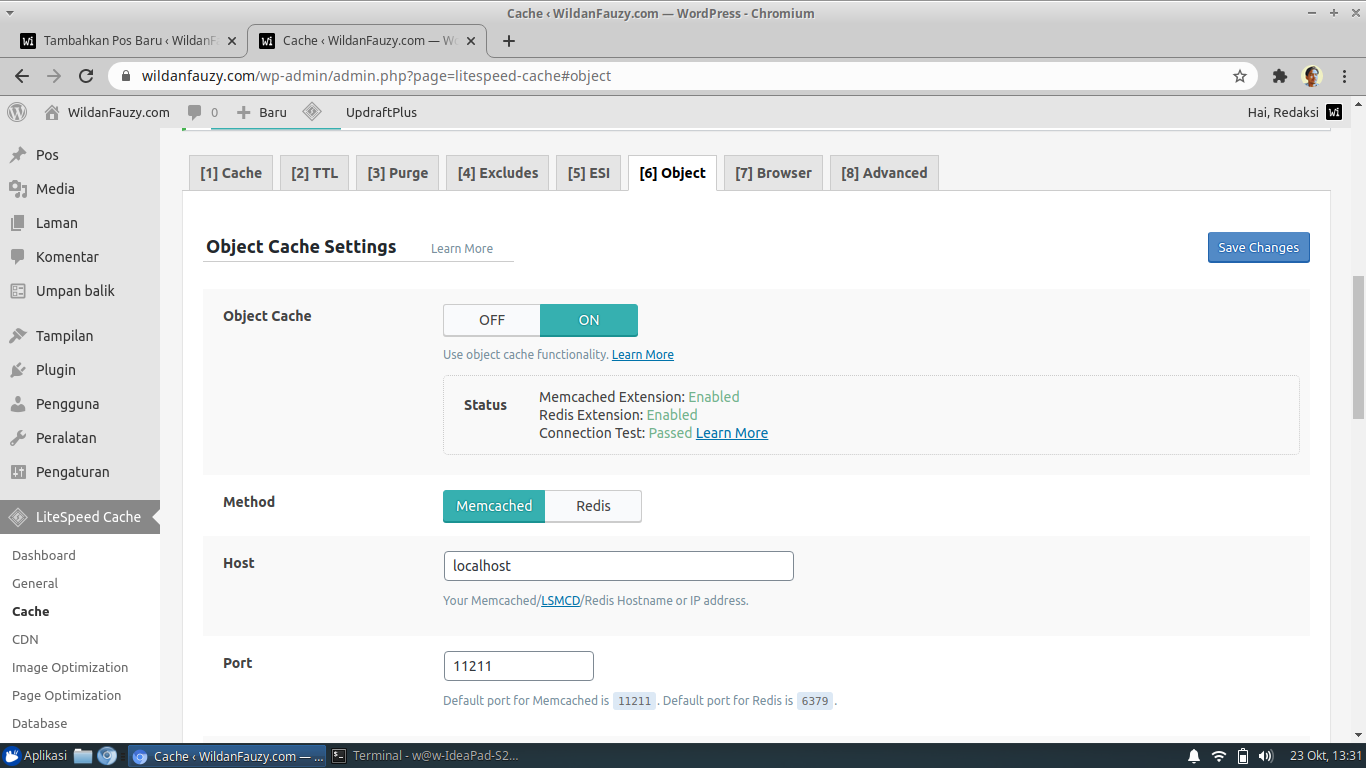 Cache ‹ WildanFauzy.com — WordPress - Chromium
Tambahkan Pos Baru ‹ WildanF
Cache ‹ WildanFauzy.com — Wo
wildanfauzy.com/wp-admin/admin.php?page=litespeed-cache#object
WildanFauzy.com 0 Baru UpdraftPlus Hai, Redaksi Wi
Pos
Media
Laman
Komentar
Umpan balik
Tampilan
Plugin
Pengguna
Peralatan
Pengaturan
LiteSpeed Cache
Dashboard
General
Cache
CDN
Image Optimization
Page Optimization
Database
[1] Cache [2] TTL [3] Purge [4] Excludes [5] ESI [6] Object [7] Browser [8] Advanced
Object Cache Settings Learn More Save Changes
Object Cache OFF ON
Use object cache functionality. Learn More
Status
Memcached Extension: Enabled
Redis Extension: Enabled
Connection Test: Passed Learn More
Method Memcached Redis
Host localhost
Your Memcached/LSMCD/Redis Hostname or IP address.
Port 11211
Default port for Memcached is 11211. Default port for Redis is 6379.
Aplikasi Cache ‹ WildanFauzy.com — ... Terminal - w@w-IdeaPad-S2... 23 Okt, 13:31